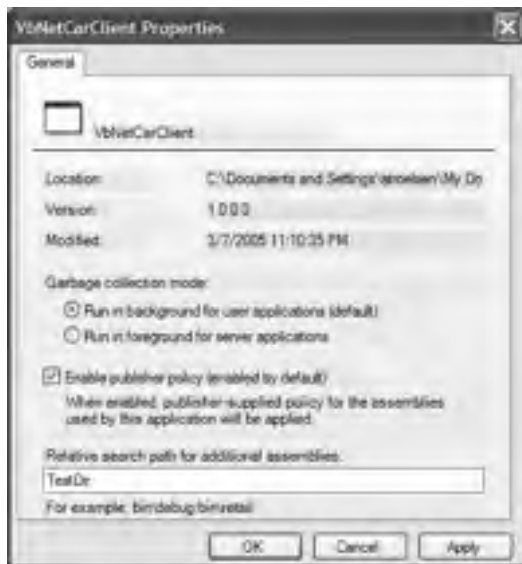 VbNetCarClient Properties
General
VbNetCarClient
Location: C:\Documents and Settings\atroelsen\My Do
Version: 1.0.0.0
Modified: 3/7/2005 11:10:35 PM
Garbage collection mode:
Run in background for user applications (default)
Run in foreground for server applications
Enable publisher policy (enabled by default)
When enabled, publisher-supplied policy for the assemblies
used by this application will be applied.
Relative search path for additional assemblies:
TestDir
For example, bin\debug;bin\retail
OK Cancel Apply